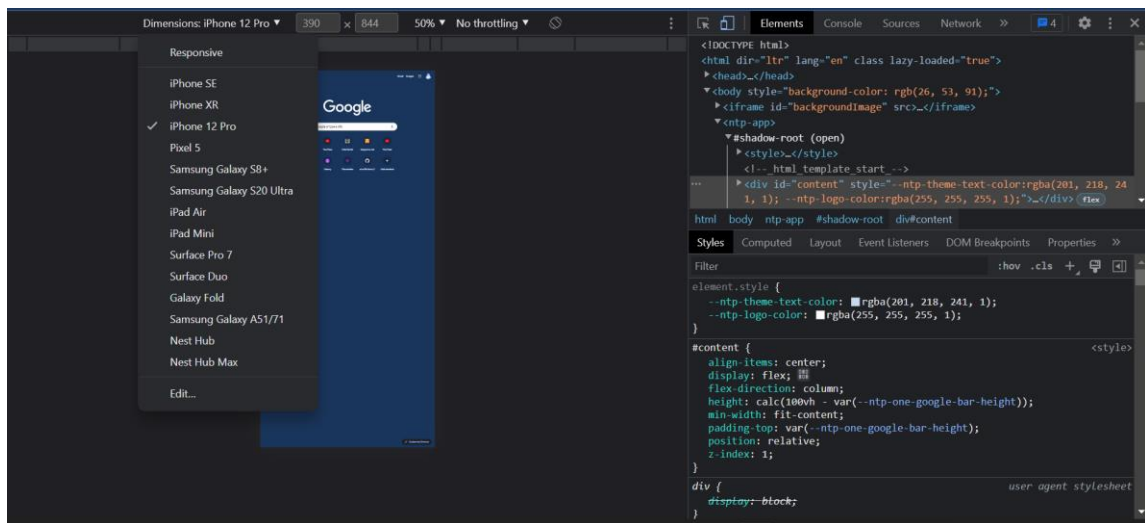 Dimensions: iPhone 12 Pro ▼ 390 × 844 50% ▼ No throttling ▼
Responsive
iPhone SE
iPhone XR
✓ iPhone 12 Pro
Pixel 5
Samsung Galaxy S8+
Samsung Galaxy S20 Ultra
iPad Air
iPad Mini
Surface Pro 7
Surface Duo
Galaxy Fold
Samsung Galaxy A51/71
Nest Hub
Nest Hub Max
Edit...
Google
Elements Console Sources Network » 4
<!DOCTYPE html>
<html dir="ltr" lang="en" class lazy-loaded="true">
<head>…</head>
<body style="background-color: rgb(26, 53, 91);">
<iframe id="backgroundImage" src>…</iframe>
<ntp-app>
#shadow-root (open)
<style>…</style>
<!--_html_template_start_-->
<div id="content" style="--ntp-theme-text-color:rgba(201, 218, 24
1, 1); --ntp-logo-color:rgba(255, 255, 255, 1);">…</div> flex
html body ntp-app #shadow-root div#content
Styles Computed Layout Event Listeners DOM Breakpoints Properties »
Filter :hov .cls +
element.style {
--ntp-theme-text-color: rgba(201, 218, 241, 1);
--ntp-logo-color: rgba(255, 255, 255, 1);
}
#content { <style>
align-items: center;
display: flex;
flex-direction: column;
height: calc(100vh - var(--ntp-one-google-bar-height));
min-width: fit-content;
padding-top: var(--ntp-one-google-bar-height);
position: relative;
z-index: 1;
}
div { user agent stylesheet
display: block;
}